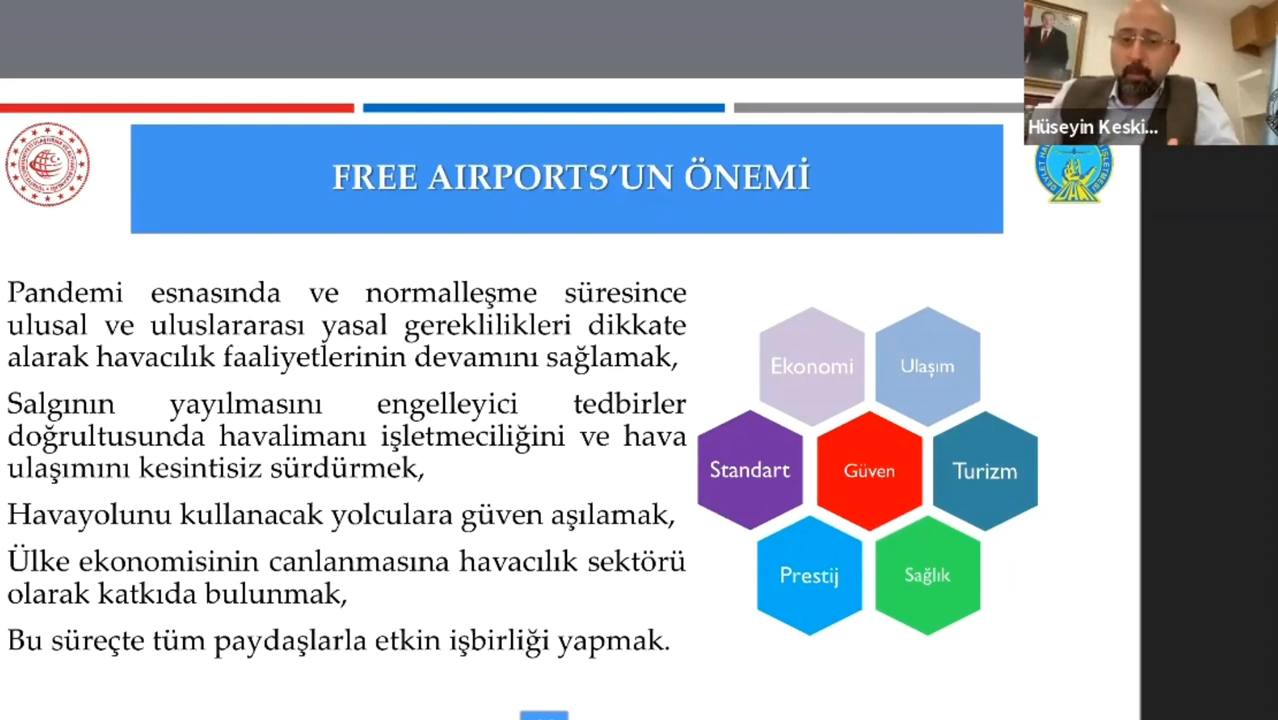 Hüseyin Keski...
FREE AIRPORTS'UN ÖNEMİ
Pandemi esnasında ve normalleşme süresince
ulusal ve uluslararası yasal gereklilikleri dikkate
alarak havacılık faaliyetlerinin devamını sağlamak,
Salgının yayılmasını engelleyici tedbirler
doğrultusunda havalimanı işletmeciliğini ve hava
ulaşımını kesintisiz sürdürmek,
Havayolunu kullanacak yolculara güven aşılamak,
Ülke ekonomisinin canlanmasına havacılık sektörü
olarak katkıda bulunmak,
Bu süreçte tüm paydaşlarla etkin işbirliği yapmak.
Ekonomi
Ulaşım
Standart
Güven
Turizm
Prestij
Sağlık